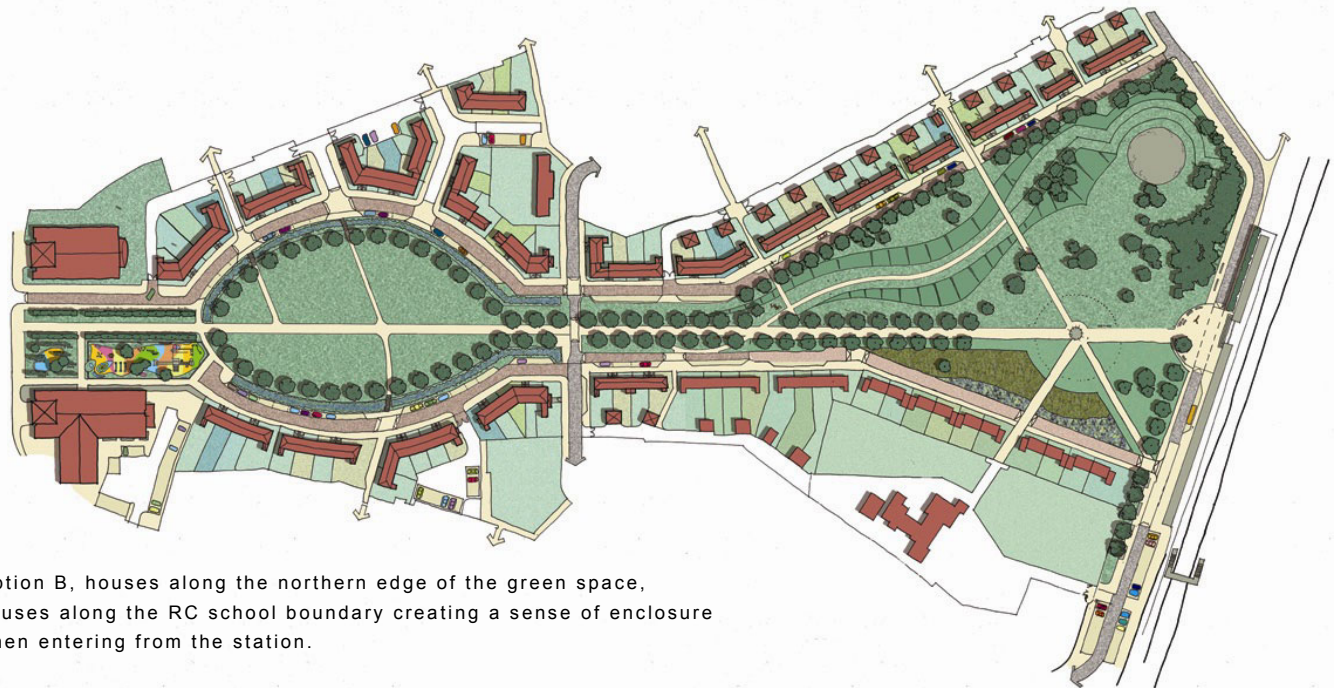 ption B, houses along the northern edge of the green space,
uses along the RC school boundary creating a sense of enclosure
hen entering from the station.